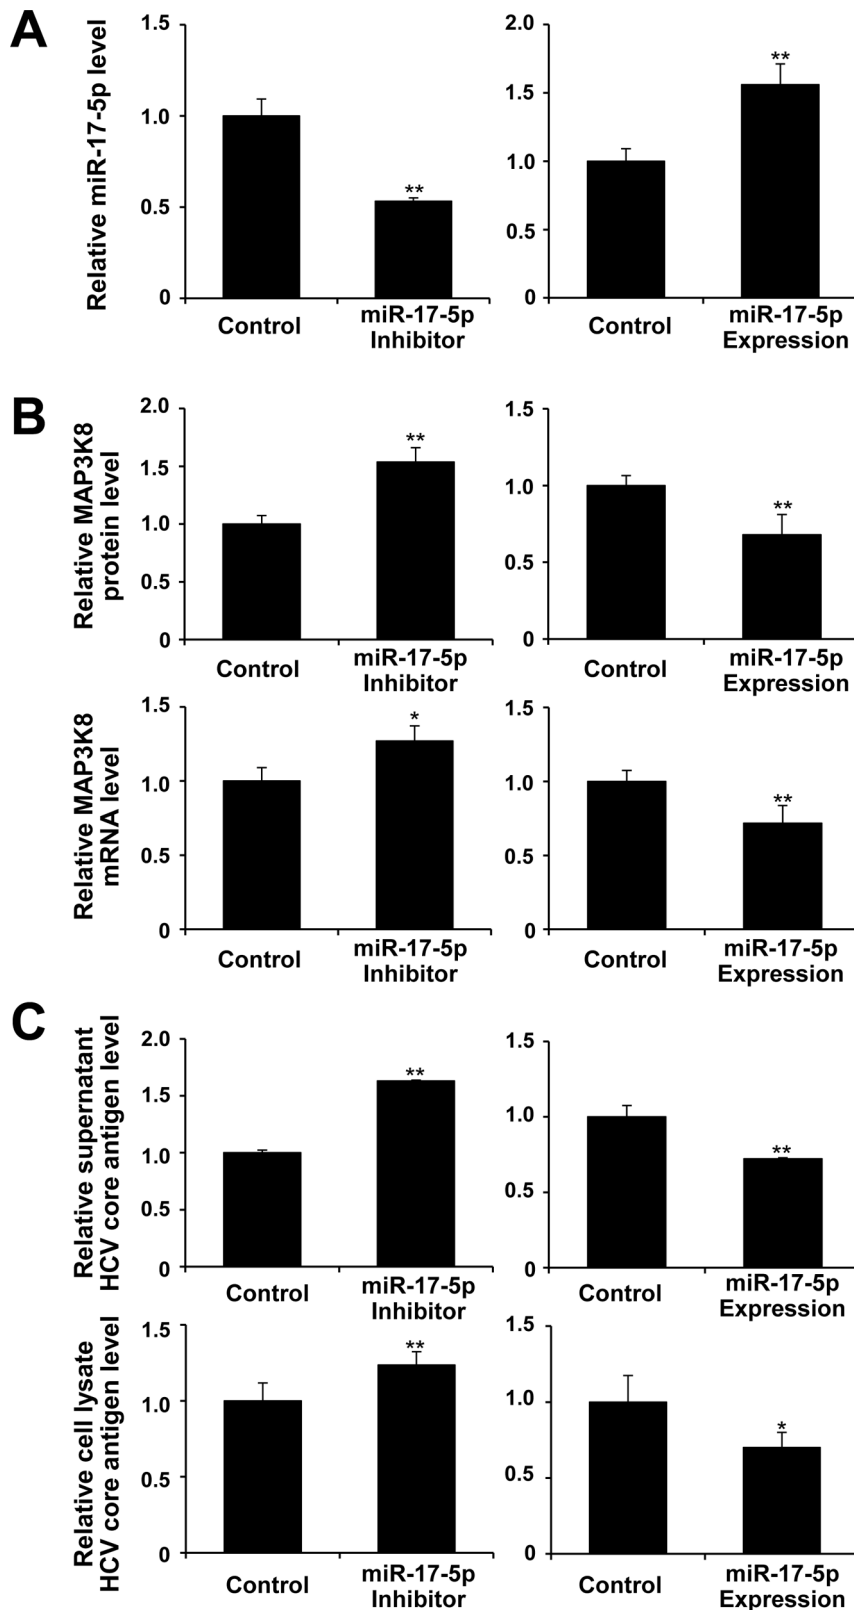 A
Relative miR-17-5p level
1.5
1.0
0.5
0
**
Control
miR-17-5p
Inhibitor
2.0
1.5
1.0
0.5
0
**
Control
miR-17-5p
Expression
B
Relative MAP3K8
protein level
2.0
1.5
1.0
0.5
0
**
Control
miR-17-5p
Inhibitor
1.5
1.0
0.5
0
**
Control
miR-17-5p
Expression
Relative MAP3K8
mRNA level
1.5
1.0
0.5
0
*
Control
miR-17-5p
Inhibitor
1.5
1.0
0.5
0
**
Control
miR-17-5p
Expression
C
Relative supernatant
HCV core antigen level
2.0
1.5
1.0
0.5
0
**
Control
miR-17-5p
Inhibitor
1.5
1.0
0.5
0
**
Control
miR-17-5p
Expression
Relative cell lysate
HCV core antigen level
1.5
1.0
0.5
0
**
Control
miR-17-5p
Inhibitor
1.5
1.0
0.5
0
*
Control
miR-17-5p
Expression